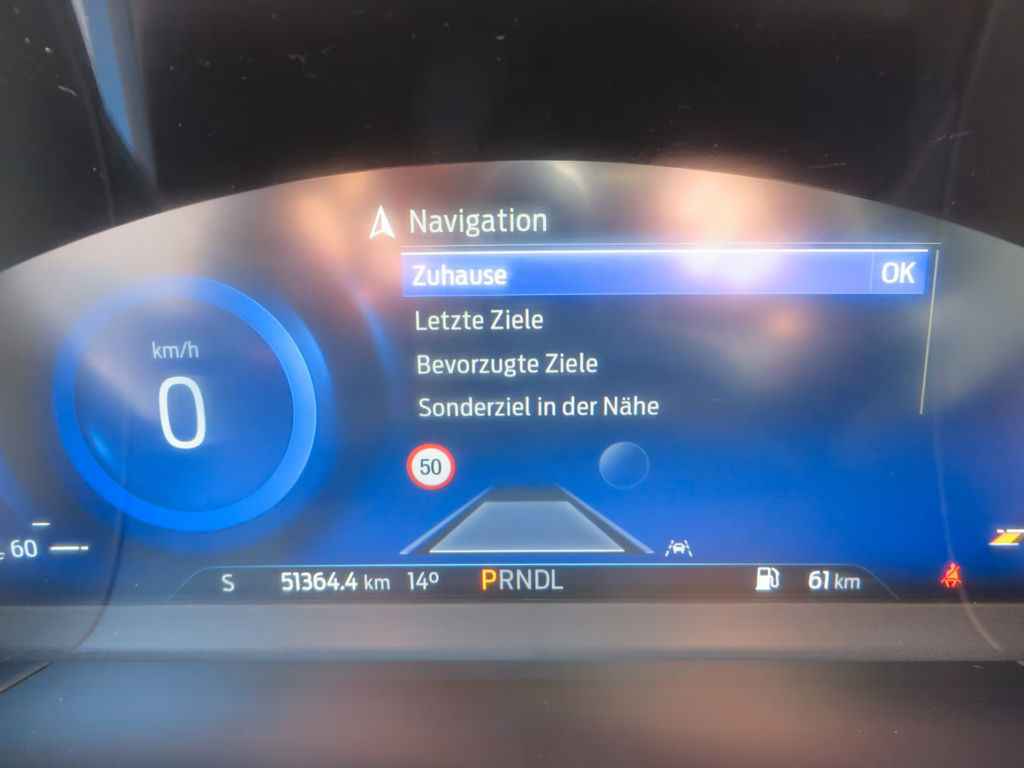 Navigation
Zuhause OK
Letzte Ziele
Bevorzugte Ziele
Sonderziel in der Nähe
km/h
0
50
60
S 51364.4 km 14º PRNDL 61 km